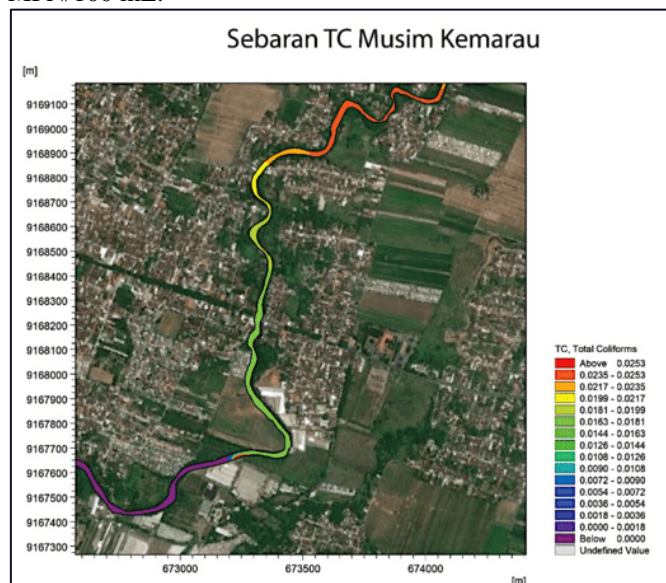 Sebaran TC Musim Kemarau
[m]
9169100
9169000
9168900
9168800
9168700
9168600
9168500
9168400
9168300
9168200
9168100
9168000
9167900
9167800
9167700
9167600
9167500
9167400
9167300
673000
673500
674000
[m]
TC, Total Coliforms
Above 0.0253
0.0235 - 0.0253
0.0217 - 0.0235
0.0199 - 0.0217
0.0181 - 0.0199
0.0163 - 0.0181
0.0144 - 0.0163
0.0126 - 0.0144
0.0108 - 0.0126
0.0090 - 0.0108
0.0072 - 0.0090
0.0054 - 0.0072
0.0036 - 0.0054
0.0018 - 0.0036
0.0000 - 0.0018
Below 0.0000
Undefined Value